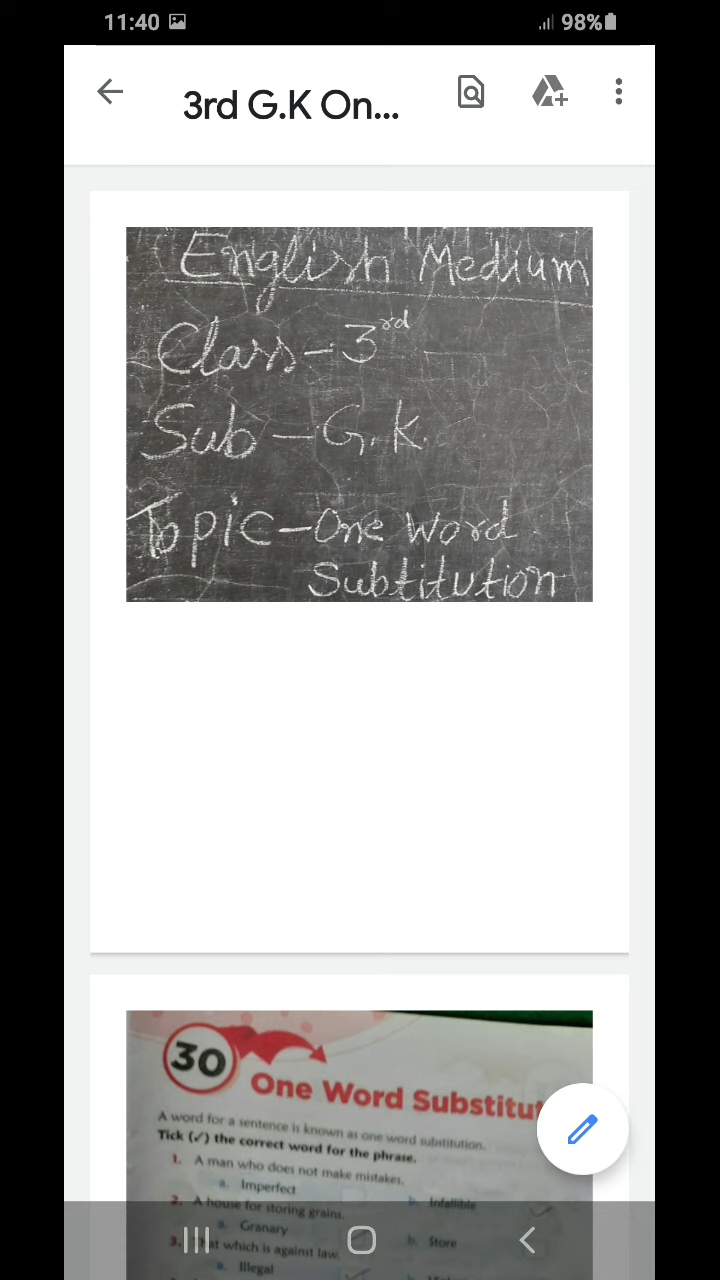 11:40
98%
3rd G.K On...
English Medium
Class-3rd
Sub-G.K.
Topic-One Word
Subtitution
30
One Word Substitut
A word for a sentence is known as one word substitution.
Tick (✓) the correct word for the phrase.
1. A man who does not make mistakes.
a. Imperfect b. Infallible
2. A house for storing grains.
a. Granary b. Store
3. at which is against law.
a. Illegal